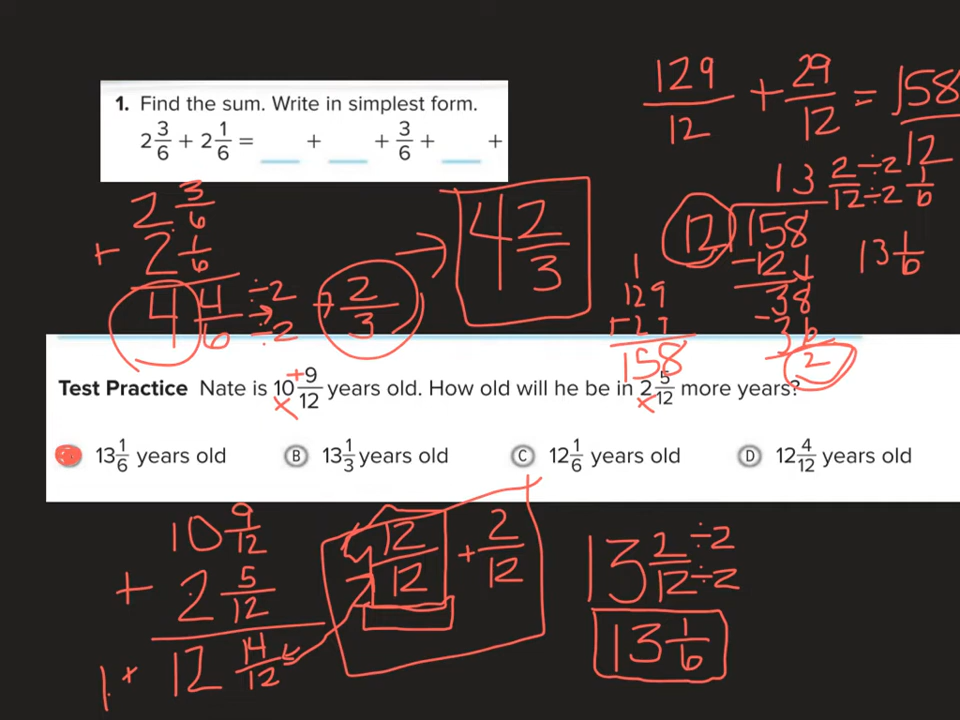 1. Find the sum. Write in simplest form.
2 3/6 + 2 1/6 = __ + __ + 3/6 + __ +
2 3/6
+ 2 1/6
4 4/6 ÷2 ÷2 → 2/3 → 4 2/3
129/12 + 29/12 = 158/12
13 2/12 ÷2 ÷2 1/6
12 158
-12
38
-36
2
13 1/6
1
129
+29
158
Test Practice Nate is 10 9/12 years old. How old will he be in 2 5/12 more years?
+
x x
13 1/6 years old
B 13 1/3 years old
C 12 1/6 years old
D 12 4/12 years old
10 9/12
+ 2 5/12
1 + 12 14/12
12/12 + 2/12
13 2/12 ÷2 ÷2
13 1/6